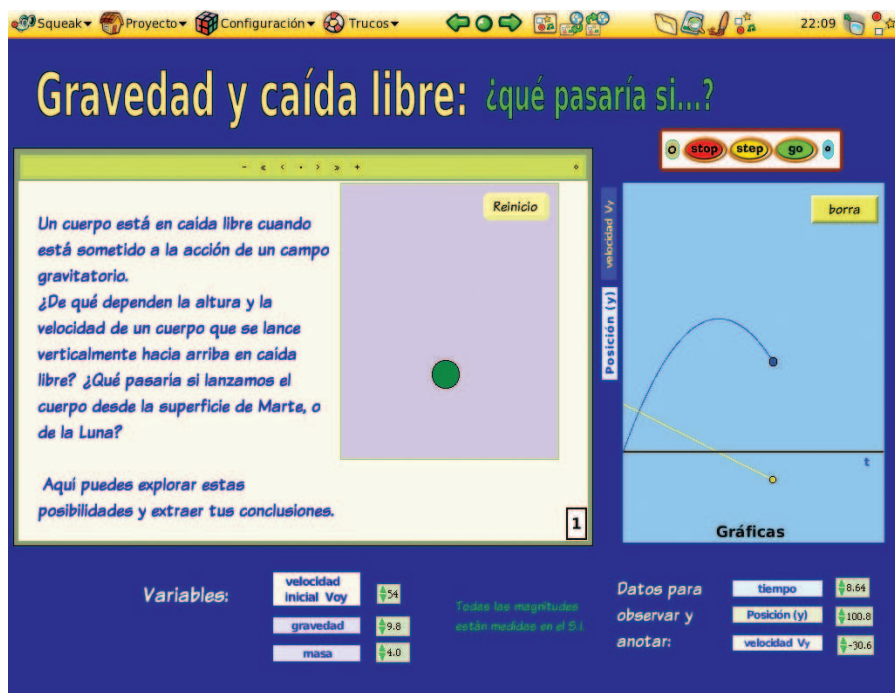 Squeak Proyecto Configuración Trucos 22:09
Gravedad y caída libre: ¿qué pasaría si...?
stop step go
Reinicio
Un cuerpo está en caída libre cuando
está sometido a la acción de un campo
gravitatorio.
¿De qué dependen la altura y la
velocidad de un cuerpo que se lance
verticalmente hacia arriba en caída
libre? ¿Qué pasaría si lanzamos el
cuerpo desde la superficie de Marte, o
de la Luna?
Aquí puedes explorar estas
posibilidades y extraer tus conclusiones.
1
velocidad Vy
Posición (y)
borra
t
Gráficas
Variables:
velocidad
inicial Voy 54
gravedad 9.8
masa 4.0
Todas las magnitudes
están medidas en el S.I.
Datos para
observar y
anotar:
tiempo 8.64
Posición (y) 100.8
velocidad Vy -30.6